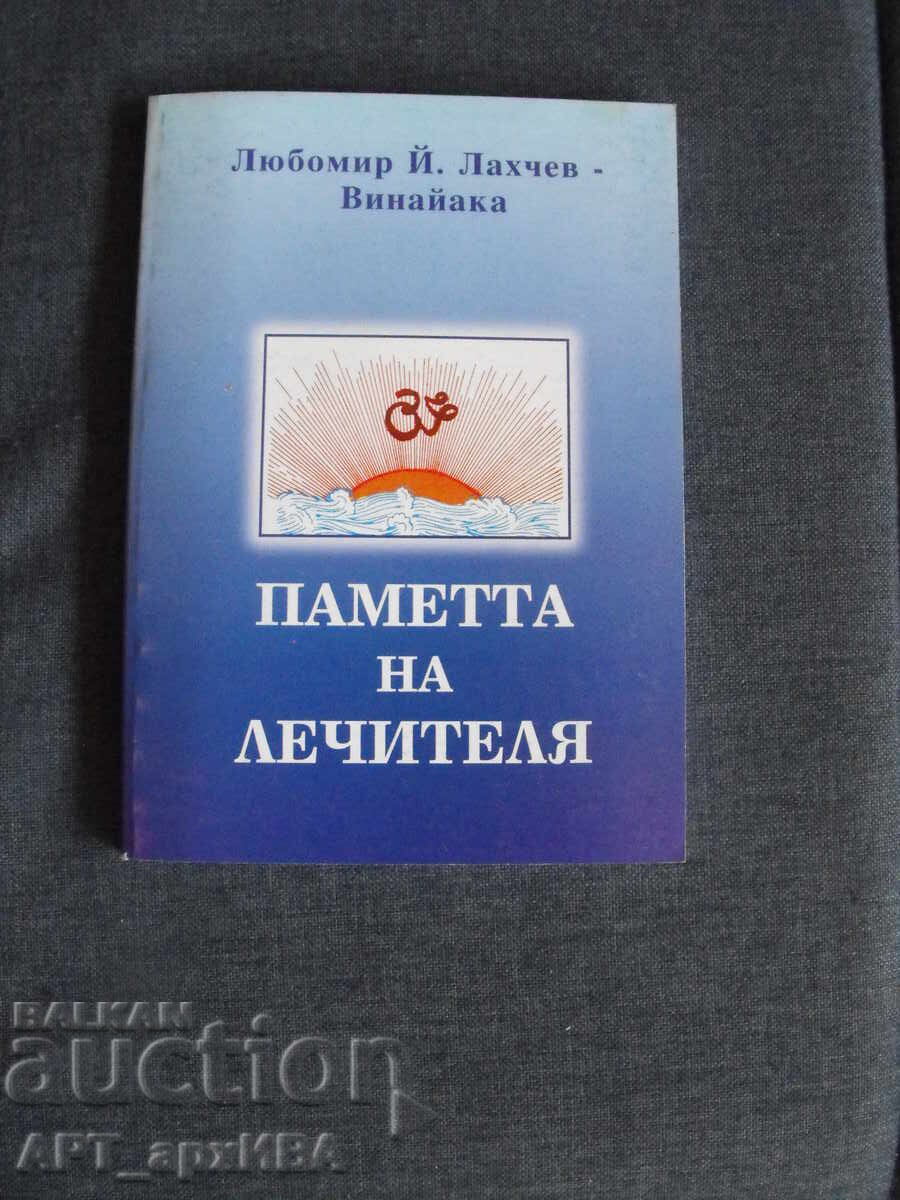 Любомир Й. Лахчев -
Винайака
ॐ
ПАМЕТТА
НА
ЛЕЧИТЕЛЯ
BALKAN
auction
АРТ_архИВА